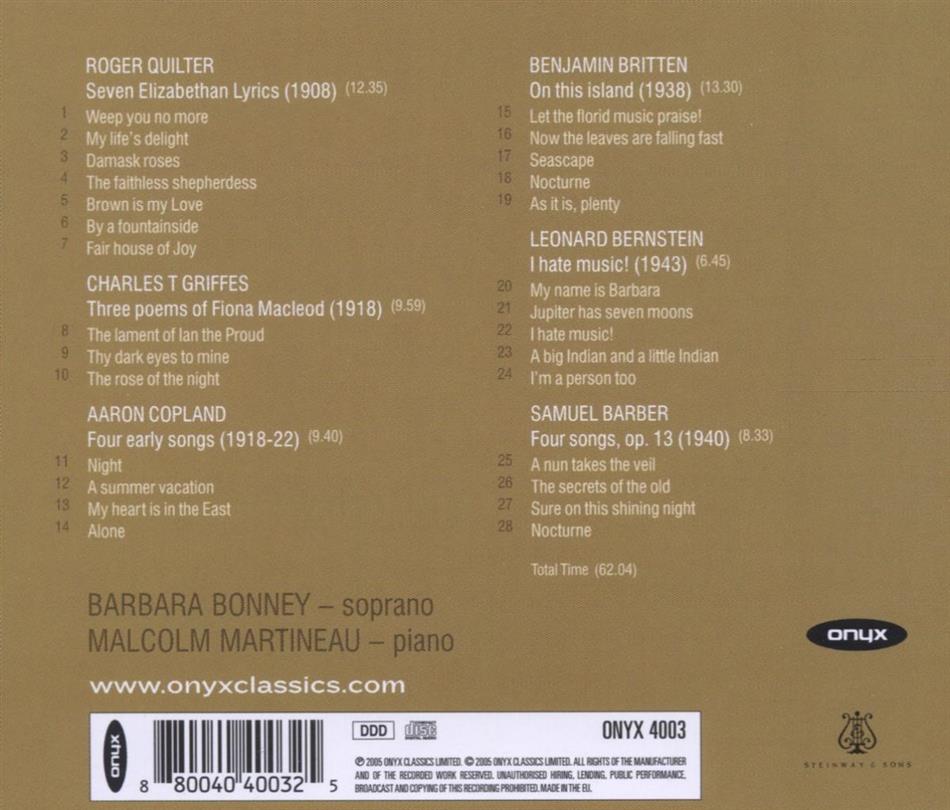 ROGER QUILTER
Seven Elizabethan Lyrics (1908) (12.35)
1 Weep you no more
2 My life's delight
3 Damask roses
4 The faithless shepherdess
5 Brown is my Love
6 By a fountainside
7 Fair house of Joy
CHARLES T GRIFFES
Three poems of Fiona Macleod (1918) (9.59)
8 The lament of Ian the Proud
9 Thy dark eyes to mine
10 The rose of the night
AARON COPLAND
Four early songs (1918-22) (9.40)
11 Night
12 A summer vacation
13 My heart is in the East
14 Alone
BENJAMIN BRITTEN
On this island (1938) (13.30)
15 Let the florid music praise!
16 Now the leaves are falling fast
17 Seascape
18 Nocturne
19 As it is, plenty
LEONARD BERNSTEIN
I hate music! (1943) (6.45)
20 My name is Barbara
21 Jupiter has seven moons
22 I hate music!
23 A big Indian and a little Indian
24 I'm a person too
SAMUEL BARBER
Four songs, op. 13 (1940) (8.33)
25 A nun takes the veil
26 The secrets of the old
27 Sure on this shining night
28 Nocturne
Total Time (62.04)
BARBARA BONNEY – soprano
MALCOLM MARTINEAU – piano
www.onyxclassics.com
onyx
STEINWAY & SONS
onyx
8 80040 40032 5
DDD
COMPACT disc DIGITAL AUDIO
ONYX 4003
℗ 2005 ONYX CLASSICS LIMITED. © 2005 ONYX CLASSICS LIMITED. ALL RIGHTS OF THE MANUFACTURER
AND OF THE RECORDED WORK RESERVED. UNAUTHORISED HIRING, LENDING, PUBLIC PERFORMANCE,
BROADCAST AND COPYING OF THIS RECORDING PROHIBITED. MADE IN THE EU.